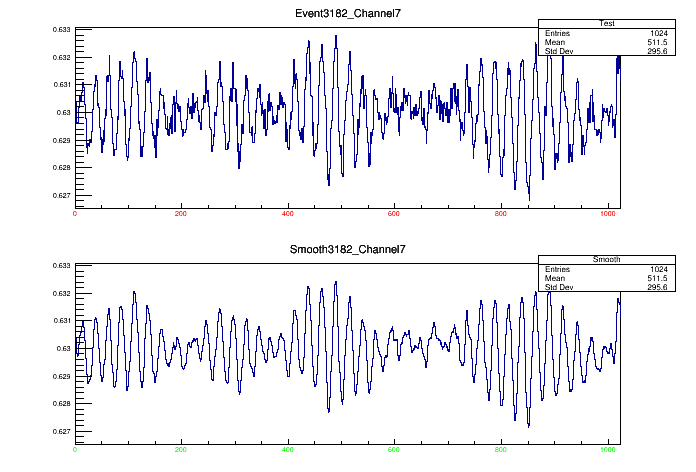 Event3182_Channel7
Test
Entries 1024
Mean 511.5
Std Dev 295.6
0.633
0.632
0.631
0.63
0.629
0.628
0.627
0 200 400 600 800 1000
Smooth3182_Channel7
Smooth
Entries 1024
Mean 511.5
Std Dev 295.6
0.633
0.632
0.631
0.63
0.629
0.628
0.627
0 200 400 600 800 1000